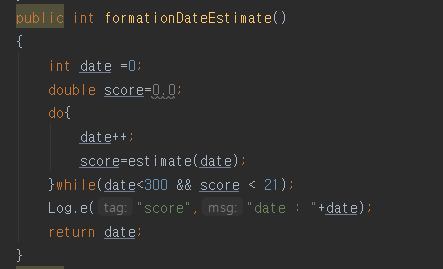 public int formationDateEstimate()
{
int date =0;
double score=0.0;
do{
date++;
score=estimate(date);
}while(date<300 && score < 21);
Log.e( tag: "score", msg: "date : "+date);
return date;
}